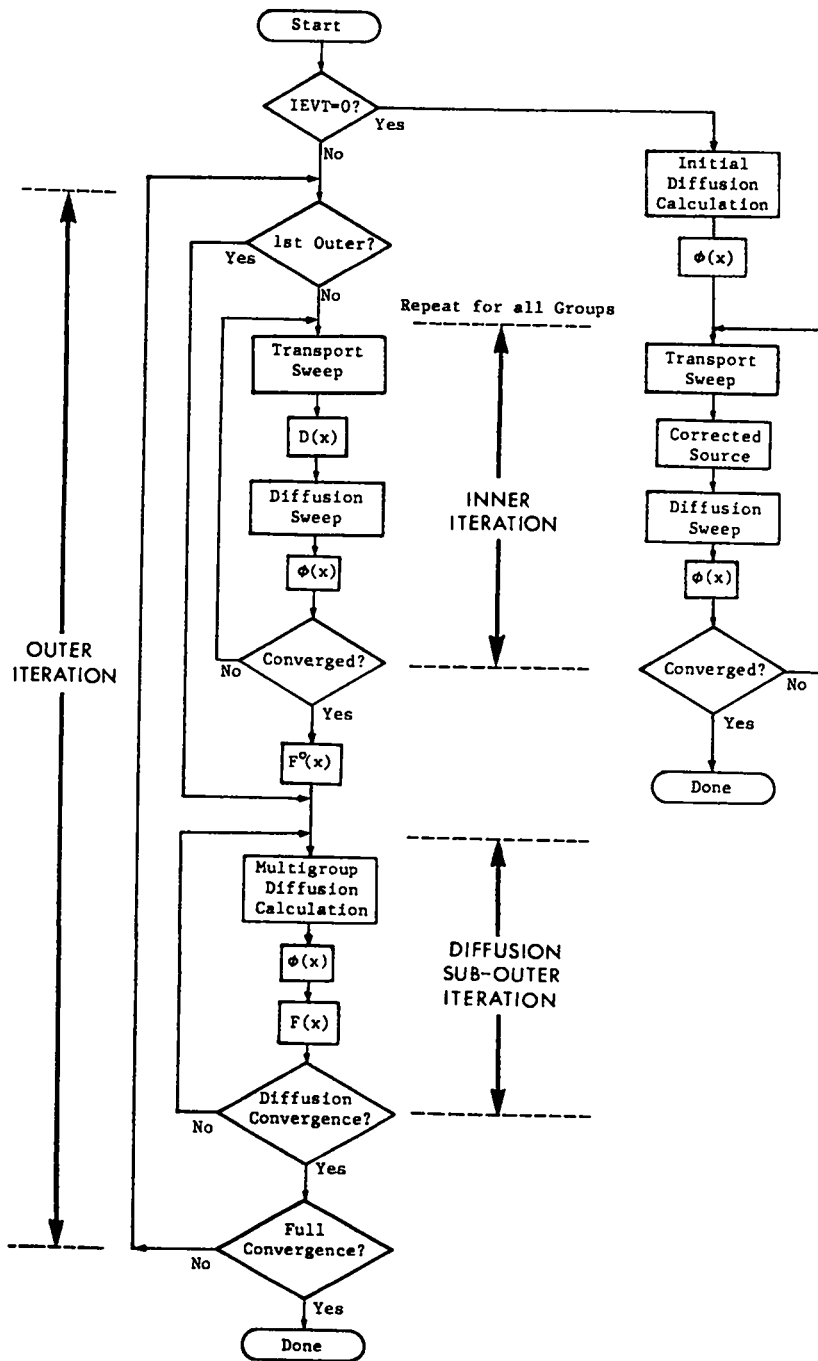 Start
IEVT=0?
Yes
No
Initial
Diffusion
Calculation
ϕ(x)
1st Outer?
Yes
No
Repeat for all Groups
Transport
Sweep
D(x)
Diffusion
Sweep
ϕ(x)
Converged?
No
Yes
F⁰(x)
INNER
ITERATION
Transport
Sweep
Corrected
Source
Diffusion
Sweep
ϕ(x)
Converged?
No
Yes
Done
OUTER
ITERATION
Multigroup
Diffusion
Calculation
ϕ(x)
F(x)
Diffusion
Convergence?
No
Yes
DIFFUSION
SUB-OUTER
ITERATION
Full
Convergence?
No
Yes
Done